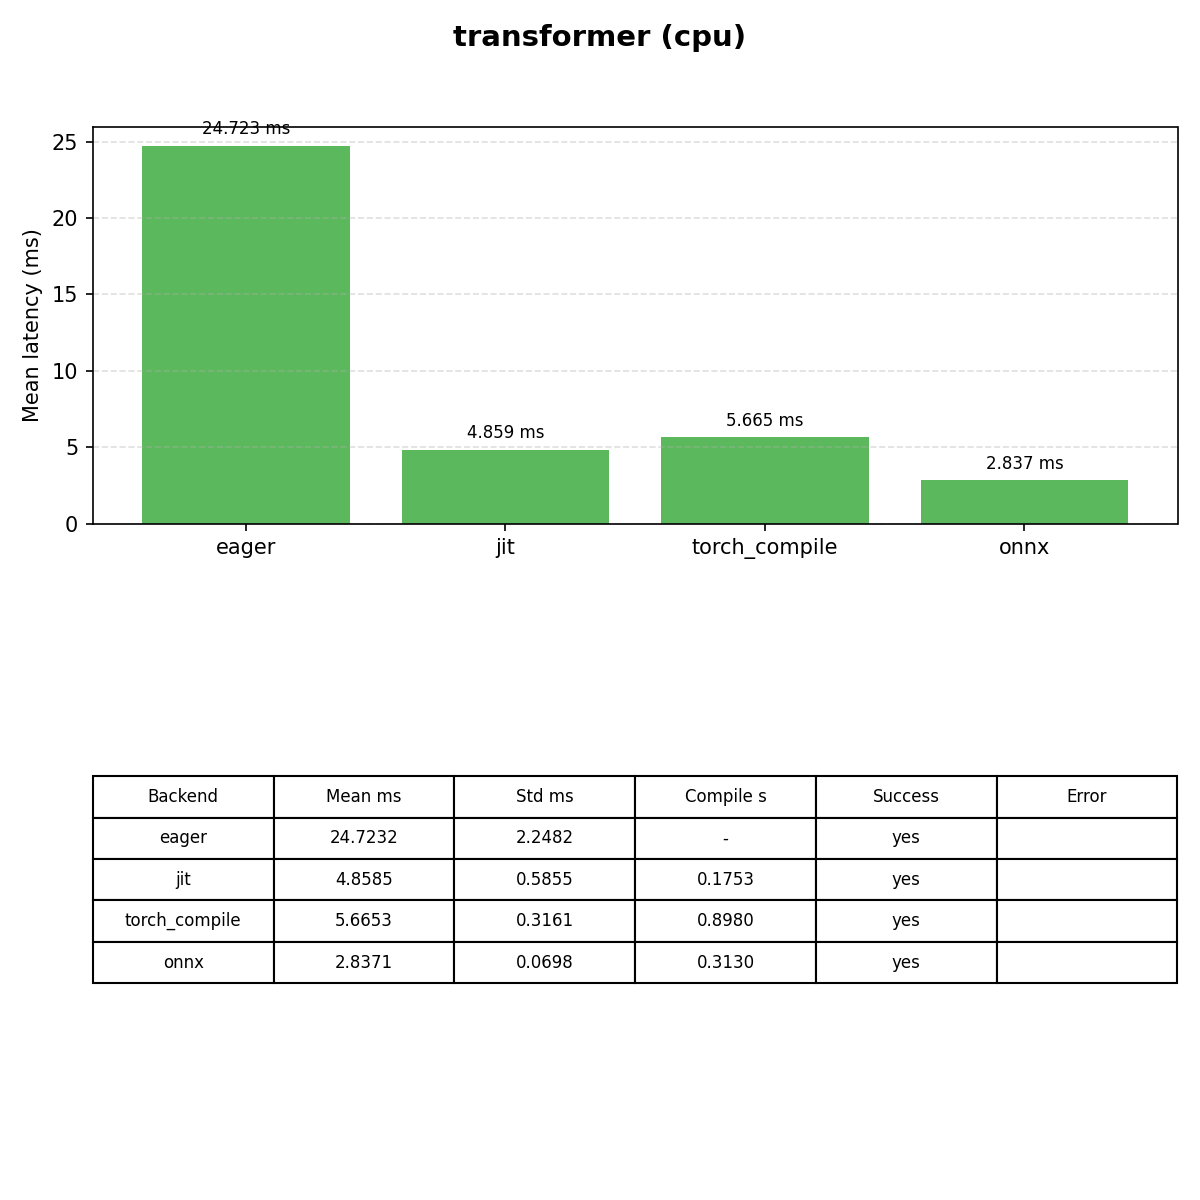 transformer (cpu)
24.723 ms
25
20
15
10
5
0
Mean latency (ms)
4.859 ms
5.665 ms
2.837 ms
eager jit torch_compile onnx
Backend Mean ms Std ms Compile s Success Error
eager 24.7232 2.2482 - yes
jit 4.8585 0.5855 0.1753 yes
torch_compile 5.6653 0.3161 0.8980 yes
onnx 2.8371 0.0698 0.3130 yes